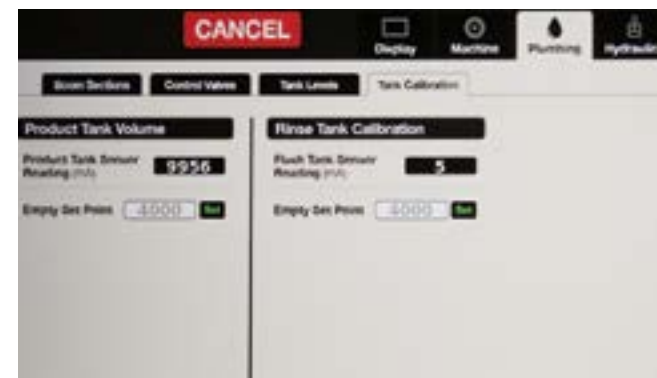 CANCEL
Display
Machine
Plumbing
Hydraulic
Boom Sections
Control Valves
Tank Levels
Tank Calibration
Product Tank Volume
Product Tank Sensor
Reading
9956
Empty Set Point 4000 Set
Rinse Tank Calibration
Flush Tank Sensor
Reading
5
Empty Set Point 4000 Set